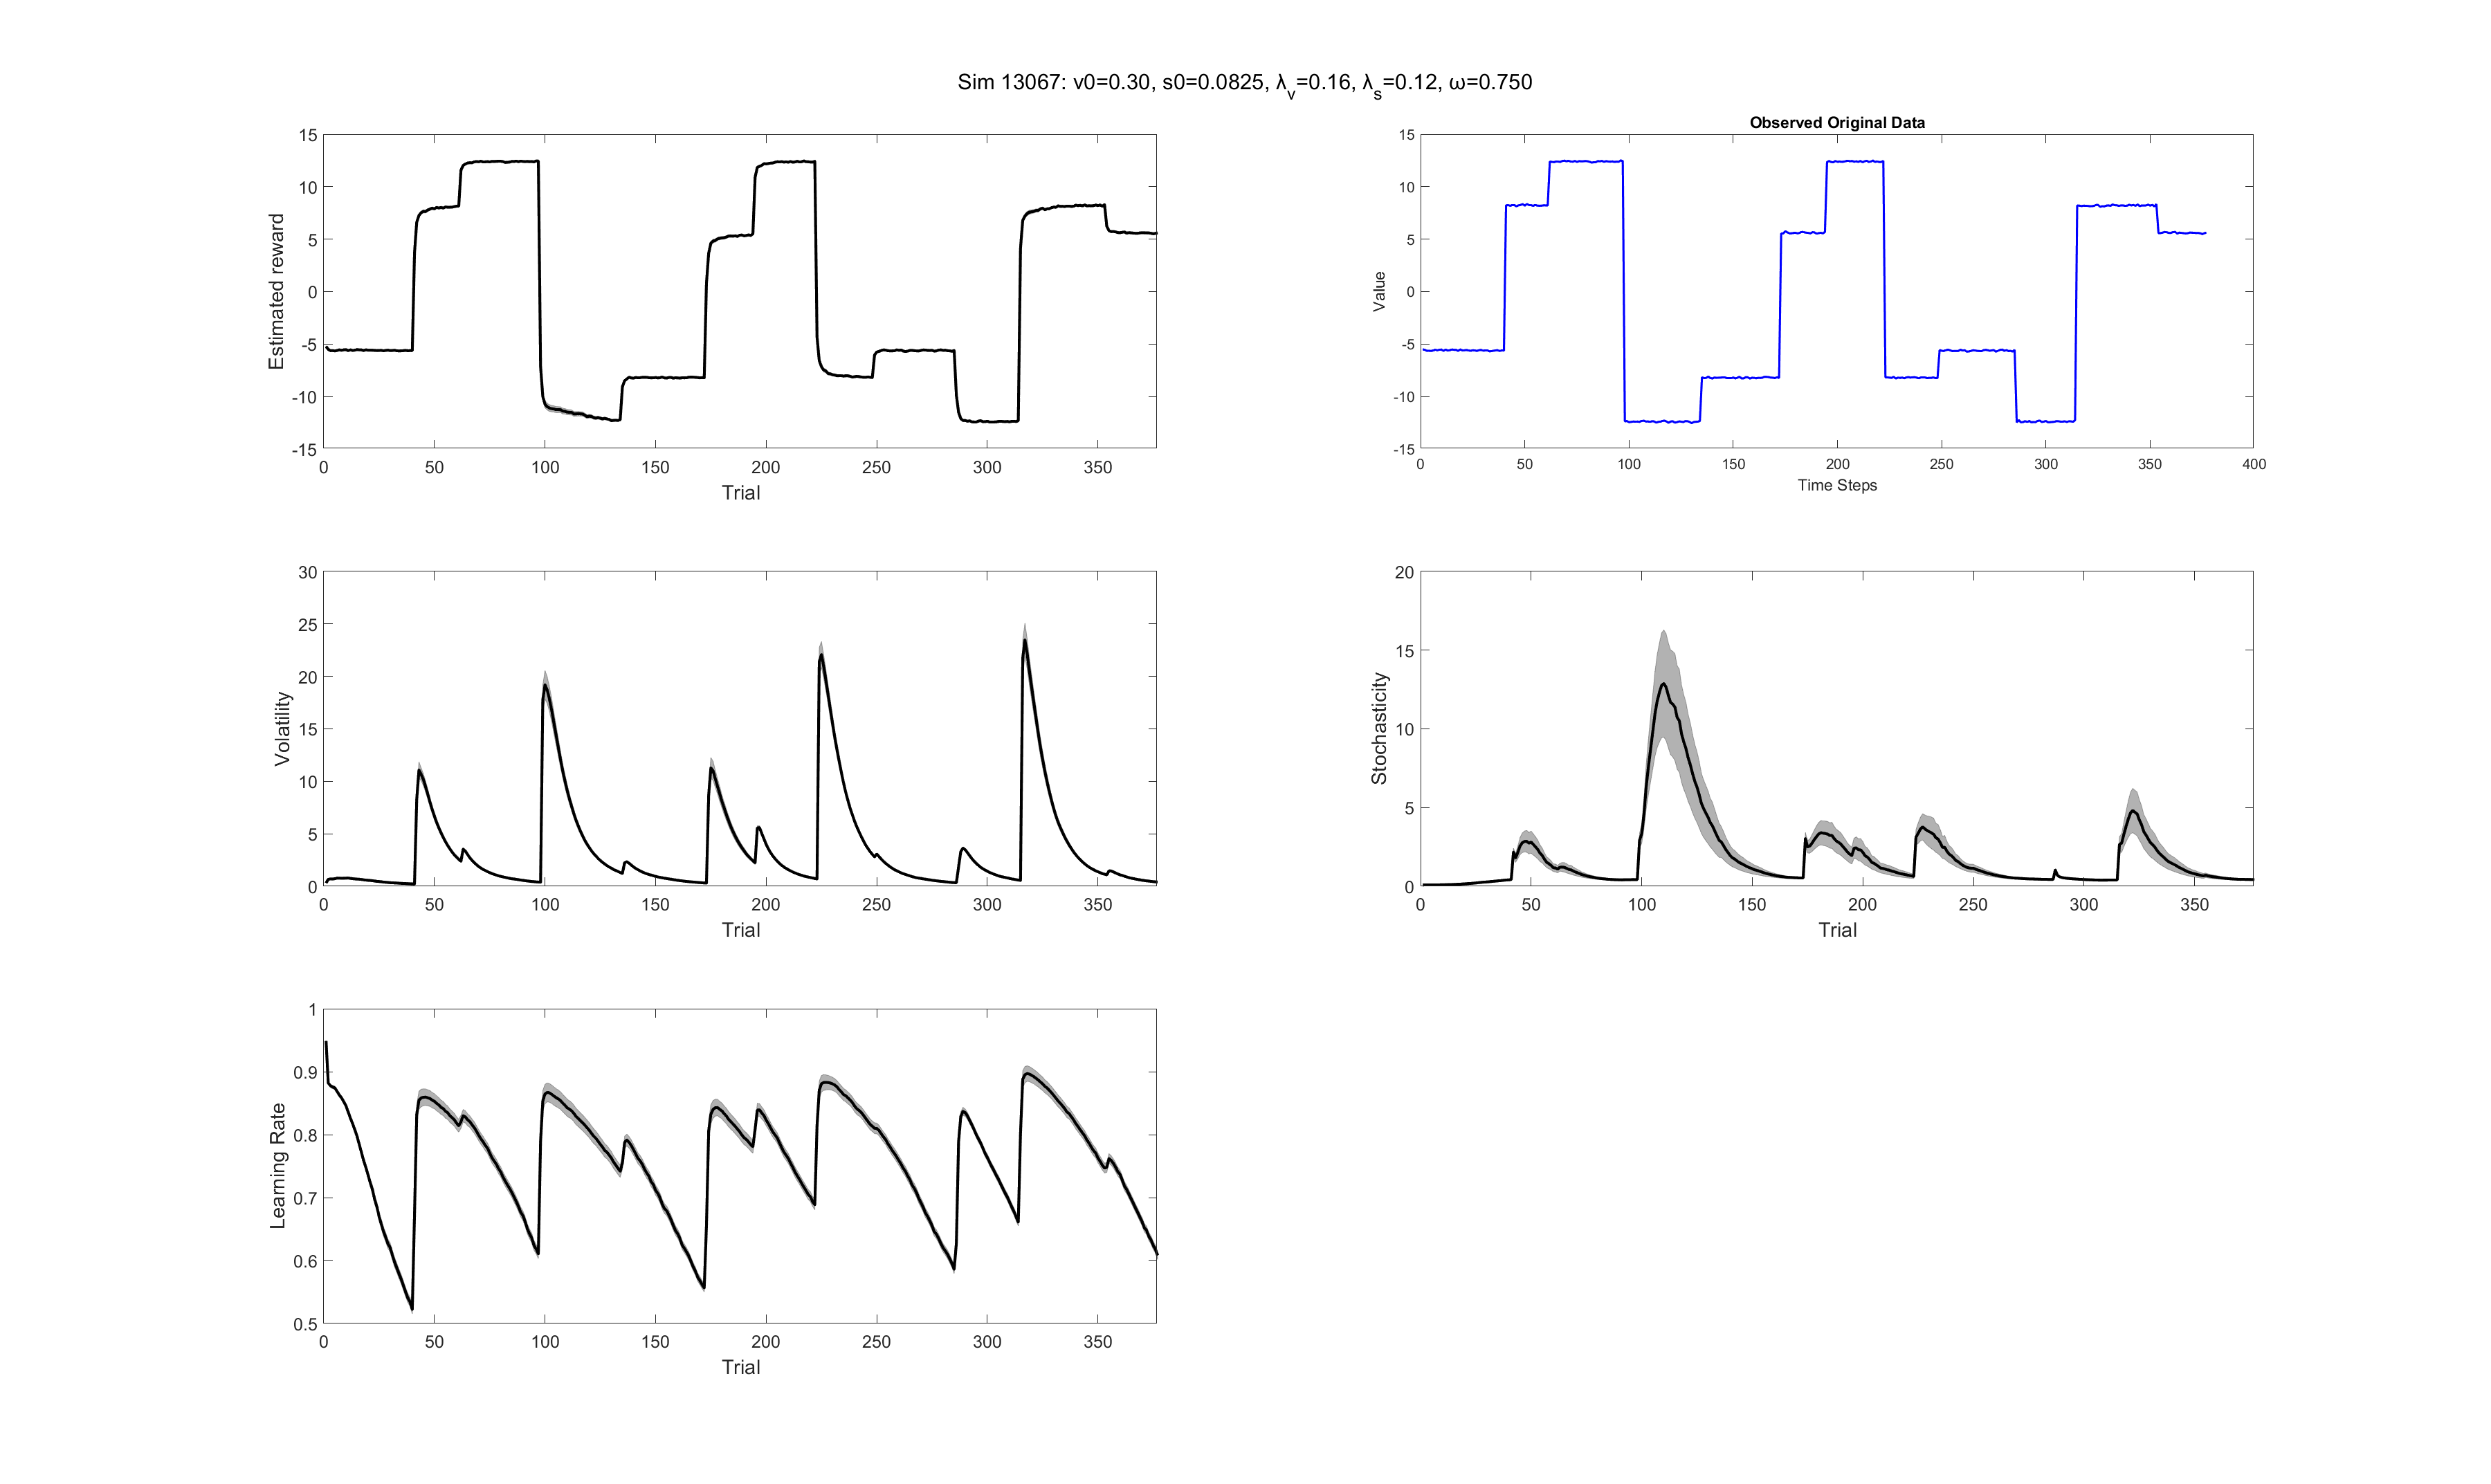 Sim 13067: v0=0.30, s0=0.0825, λv=0.16, λs=0.12, ω=0.750
Estimated reward
15
10
5
0
-5
-10
-15
0 50 100 150 200 250 300 350
Trial
Observed Original Data
Value
15
10
5
0
-5
-10
-15
0 50 100 150 200 250 300 350 400
Time Steps
Volatility
30
25
20
15
10
5
0
0 50 100 150 200 250 300 350
Trial
Stochasticity
20
15
10
5
0
0 50 100 150 200 250 300 350
Trial
Learning Rate
1
0.9
0.8
0.7
0.6
0.5
0 50 100 150 200 250 300 350
Trial